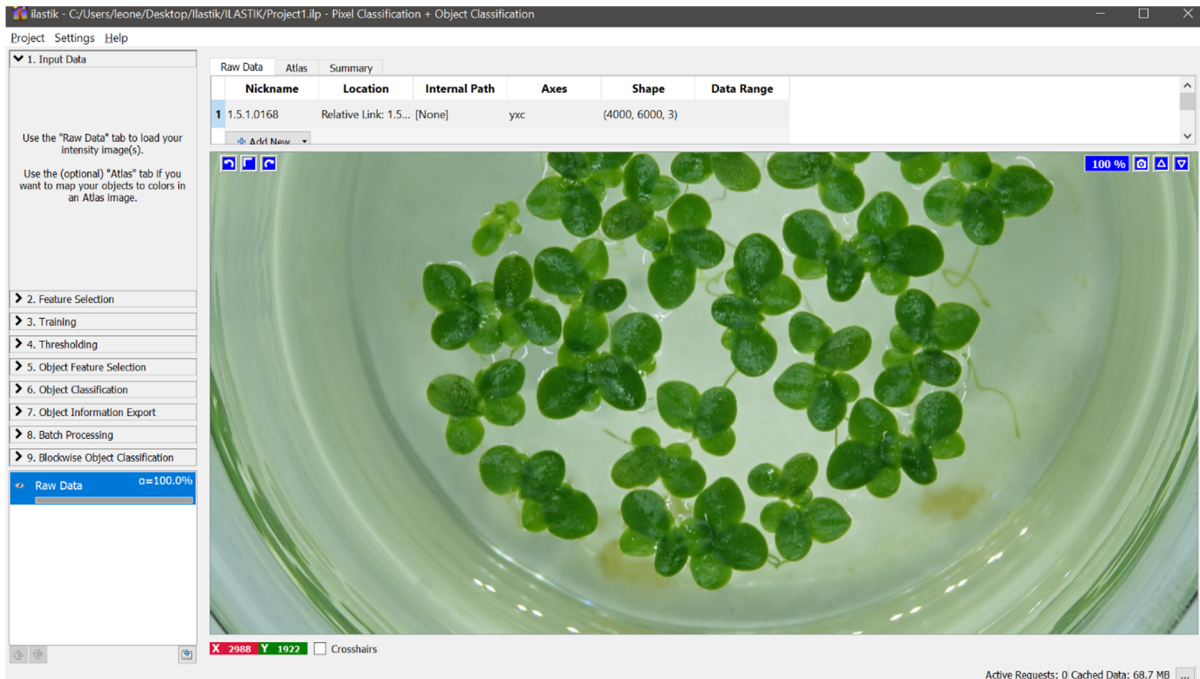 ilastik - C:/Users/leone/Desktop/Ilastik/ILASTIK/Project1.ilp - Pixel Classification + Object Classification
Project Settings Help
1. Input Data
Use the "Raw Data" tab to load your
intensity image(s).
Use the (optional) "Atlas" tab if you
want to map your objects to colors in
an Atlas image.
2. Feature Selection
3. Training
4. Thresholding
5. Object Feature Selection
6. Object Classification
7. Object Information Export
8. Batch Processing
9. Blockwise Object Classification
Raw Data α=100.0%
Raw Data Atlas Summary
Nickname Location Internal Path Axes Shape Data Range
1 1.5.1.0168 Relative Link: 1.5... [None] yxc (4000, 6000, 3)
Add New
100 %
X 2988 Y 1922 Crosshairs
Active Requests: 0 Cached Data: 68.7 MB ...